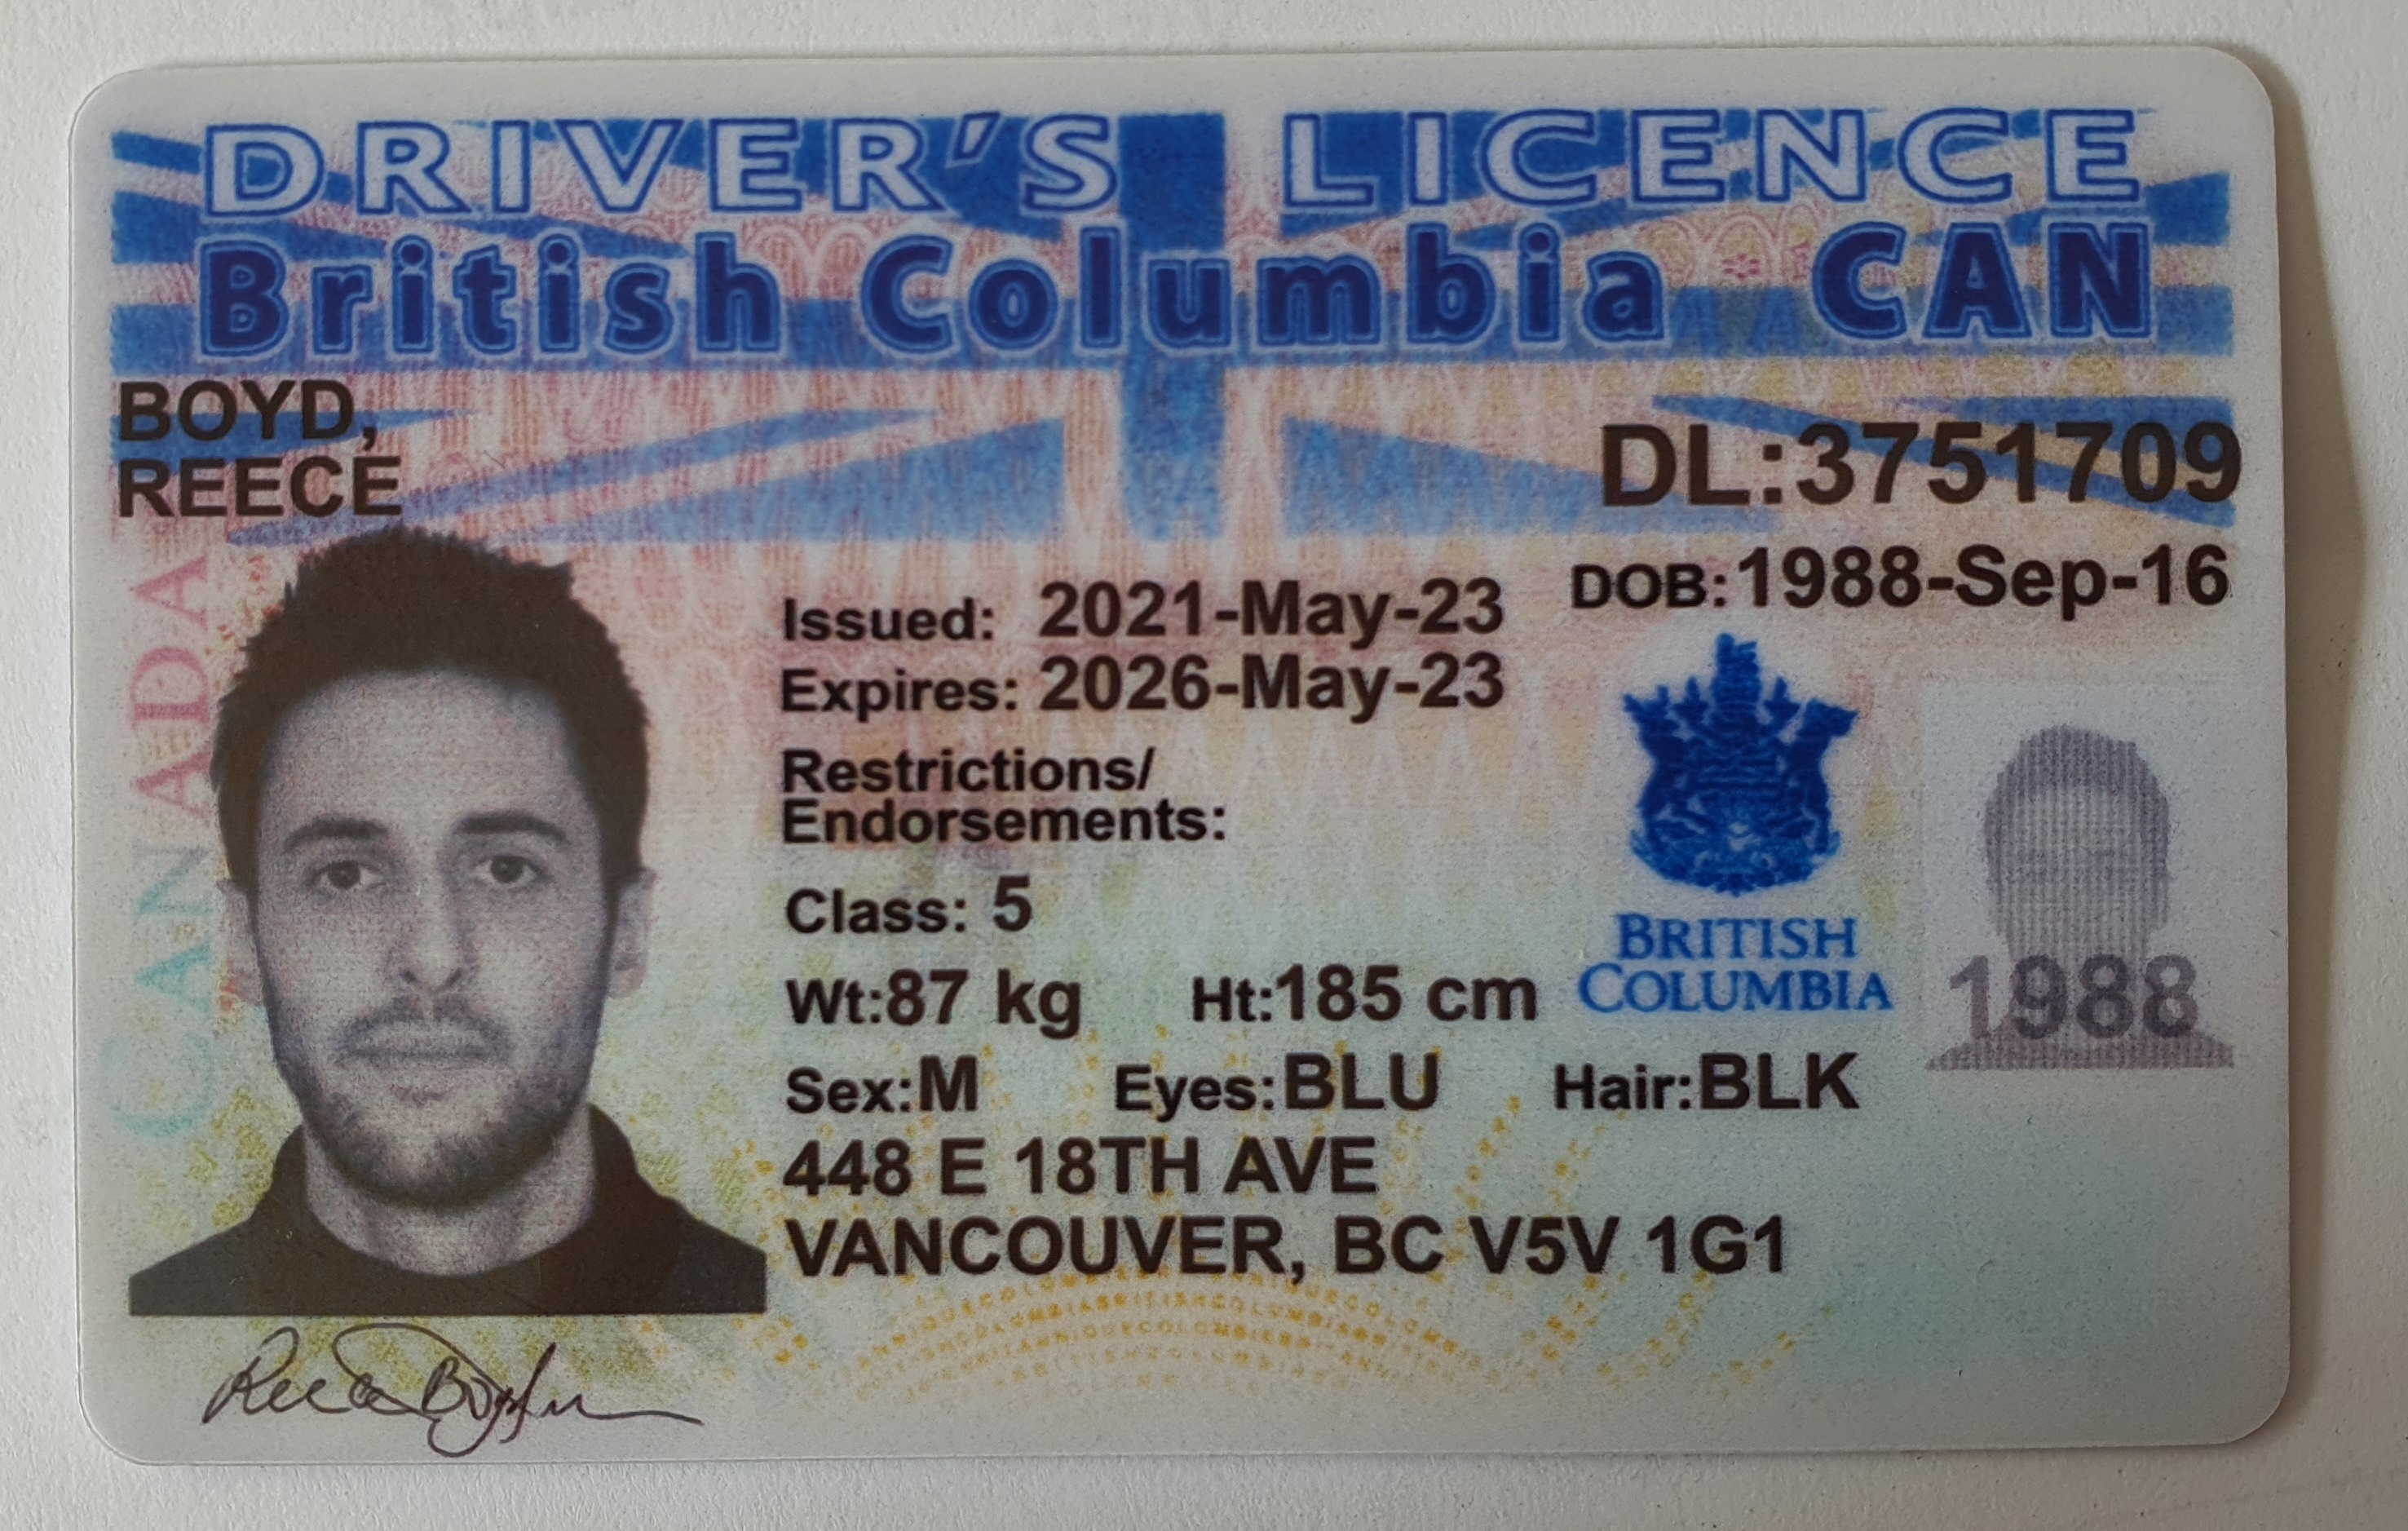 DRIVER'S LICENCE
British Columbia CAN
BOYD,
REECE
DL:3751709
DOB:1988-Sep-16
Issued: 2021-May-23
Expires: 2026-May-23
Restrictions/
Endorsements:
Class: 5
Wt:87 kg Ht:185 cm
Sex:M Eyes:BLU Hair:BLK
448 E 18TH AVE
VANCOUVER, BC V5V 1G1
BRITISH
COLUMBIA
1988
CANADA